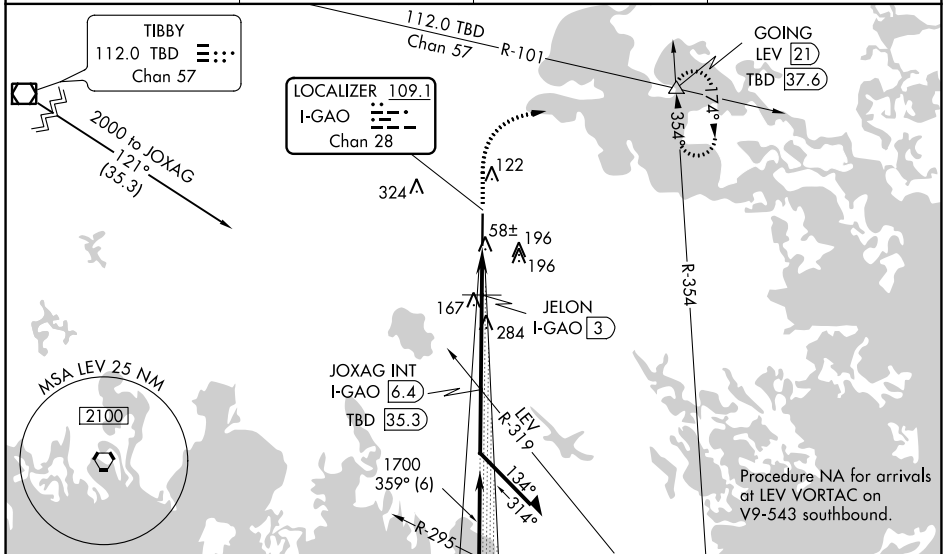 TIBBY
112.0 TBD
Chan 57
2000 to JOXAG
121°
(35.3)
112.0 TBD
Chan 57
R-101
GOING
LEV 21
TBD 37.6
174°
354°
R-354
LOCALIZER 109.1
I-GAO
Chan 28
324
122
58± 196
196
167
284
JELON
I-GAO 3
JOXAG INT
I-GAO 6.4
TBD 35.3
LEV
R-319
134°
314°
1700
359° (6)
R-295
MSA LEV 25 NM
2100
Procedure NA for arrivals
at LEV VORTAC on
V9-543 southbound.